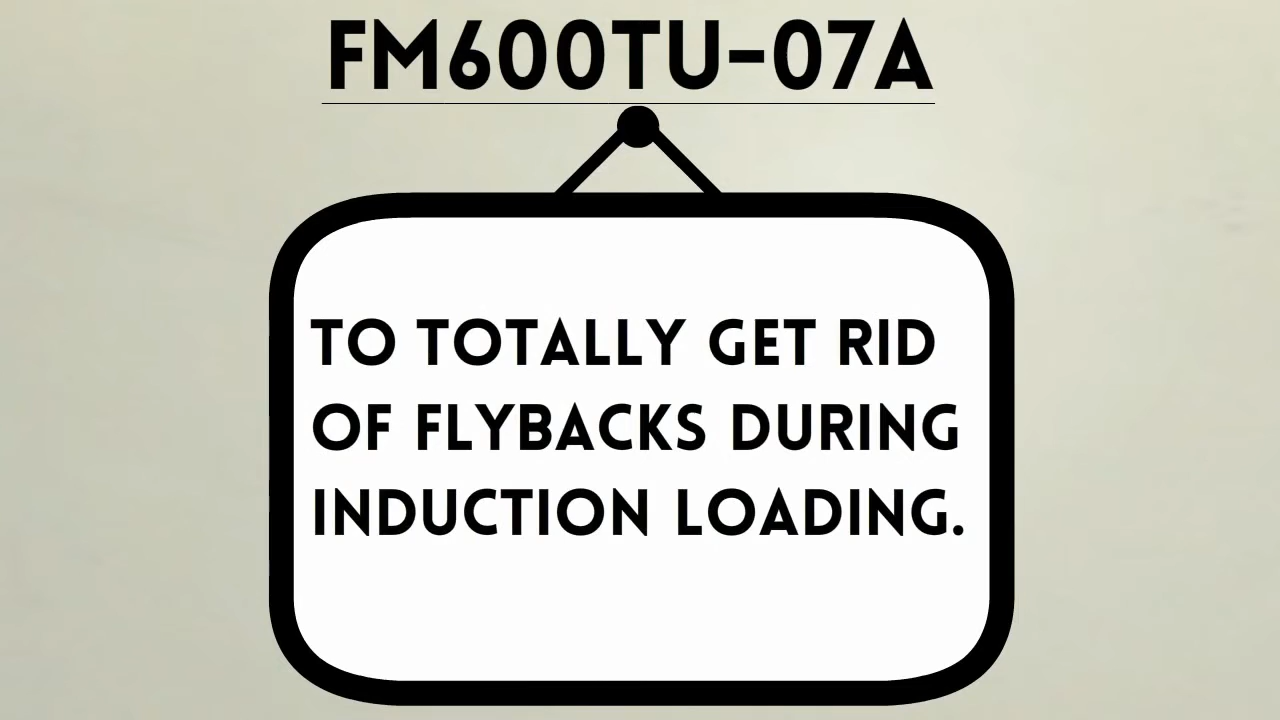 FM600TU-07A
TO TOTALLY GET RID
OF FLYBACKS DURING
INDUCTION LOADING.